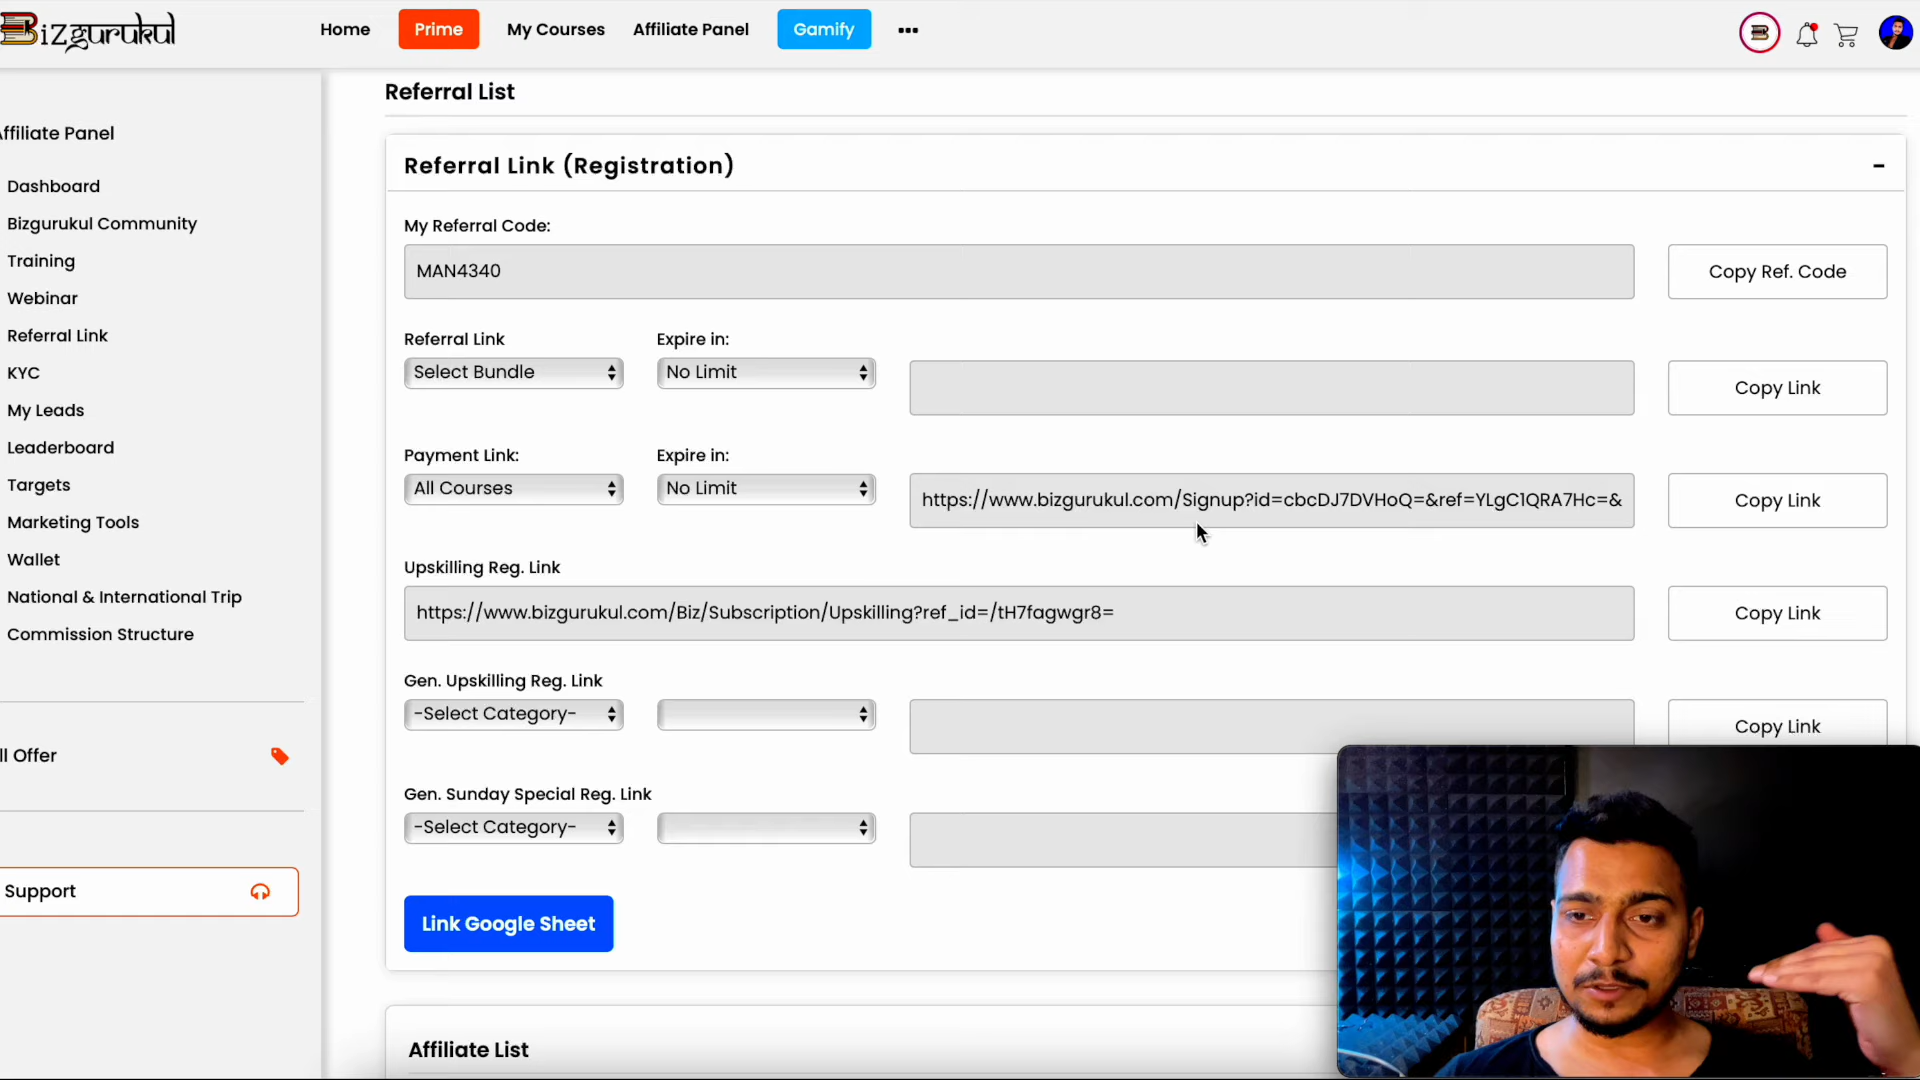 Bizgurukul
Home
Prime
My Courses
Affiliate Panel
Gamify
ffiliate Panel
Dashboard
Bizgurukul Community
Training
Webinar
Referral Link
KYC
My Leads
Leaderboard
Targets
Marketing Tools
Wallet
National & International Trip
Commission Structure
ll Offer
Support
Referral List
Referral Link (Registration)
My Referral Code:
MAN4340
Copy Ref. Code
Referral Link
Expire in:
Select Bundle
No Limit
Copy Link
Payment Link:
Expire in:
All Courses
No Limit
https://www.bizgurukul.com/Signup?id=cbcDJ7DVHoQ=&ref=YLgC1QRA7Hc=&
Copy Link
Upskilling Reg. Link
https://www.bizgurukul.com/Biz/Subscription/Upskilling?ref_id=/tH7fagwgr8=
Copy Link
Gen. Upskilling Reg. Link
-Select Category-
Copy Link
Gen. Sunday Special Reg. Link
-Select Category-
Link Google Sheet
Affiliate List